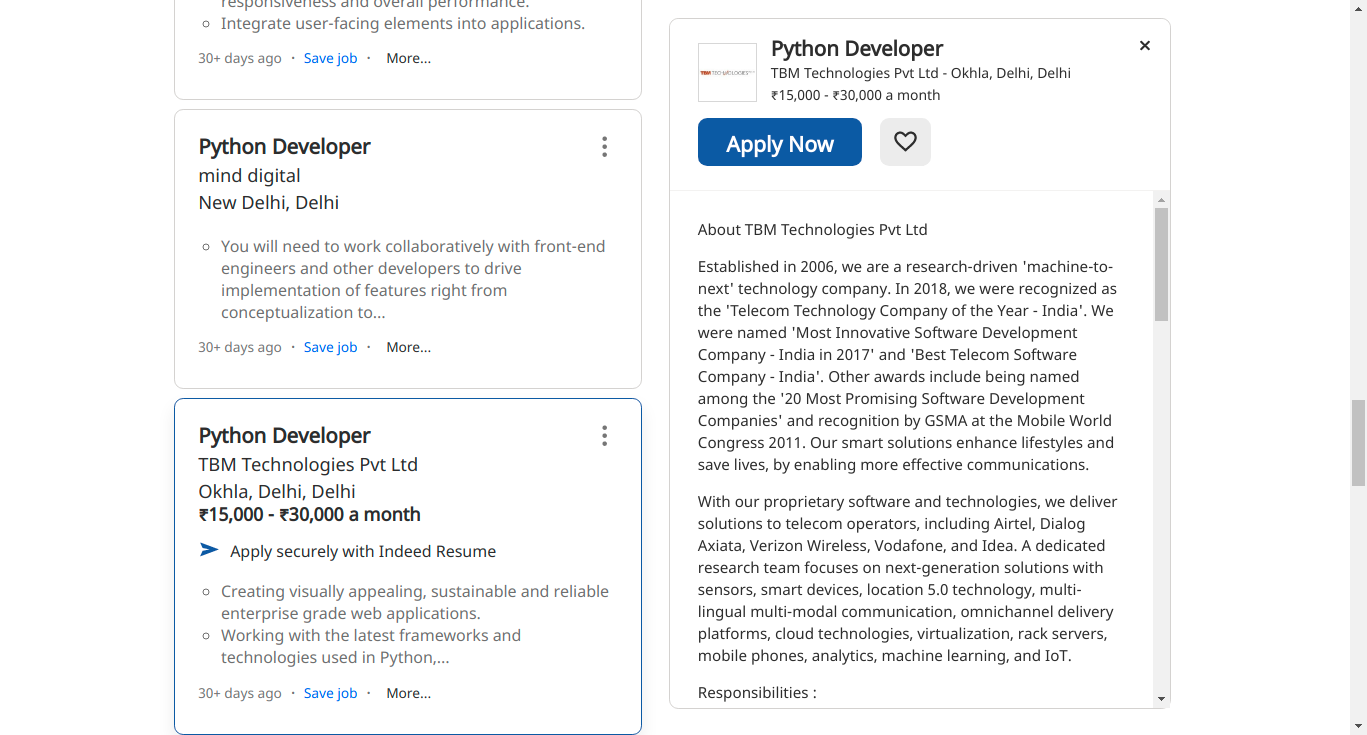 responsiveness and overall performance.
Integrate user-facing elements into applications.
30+ days ago · Save job · More...
Python Developer
mind digital
New Delhi, Delhi
You will need to work collaboratively with front-end
engineers and other developers to drive
implementation of features right from
conceptualization to...
30+ days ago · Save job · More...
Python Developer
TBM Technologies Pvt Ltd
Okhla, Delhi, Delhi
₹15,000 - ₹30,000 a month
Apply securely with Indeed Resume
Creating visually appealing, sustainable and reliable
enterprise grade web applications.
Working with the latest frameworks and
technologies used in Python,...
30+ days ago · Save job · More...
TBM TECHNOLOGIES
Python Developer
TBM Technologies Pvt Ltd - Okhla, Delhi, Delhi
₹15,000 - ₹30,000 a month
Apply Now
About TBM Technologies Pvt Ltd
Established in 2006, we are a research-driven 'machine-to-
next' technology company. In 2018, we were recognized as
the 'Telecom Technology Company of the Year - India'. We
were named 'Most Innovative Software Development
Company - India in 2017' and 'Best Telecom Software
Company - India'. Other awards include being named
among the '20 Most Promising Software Development
Companies' and recognition by GSMA at the Mobile World
Congress 2011. Our smart solutions enhance lifestyles and
save lives, by enabling more effective communications.
With our proprietary software and technologies, we deliver
solutions to telecom operators, including Airtel, Dialog
Axiata, Verizon Wireless, Vodafone, and Idea. A dedicated
research team focuses on next-generation solutions with
sensors, smart devices, location 5.0 technology, multi-
lingual multi-modal communication, omnichannel delivery
platforms, cloud technologies, virtualization, rack servers,
mobile phones, analytics, machine learning, and IoT.
Responsibilities :